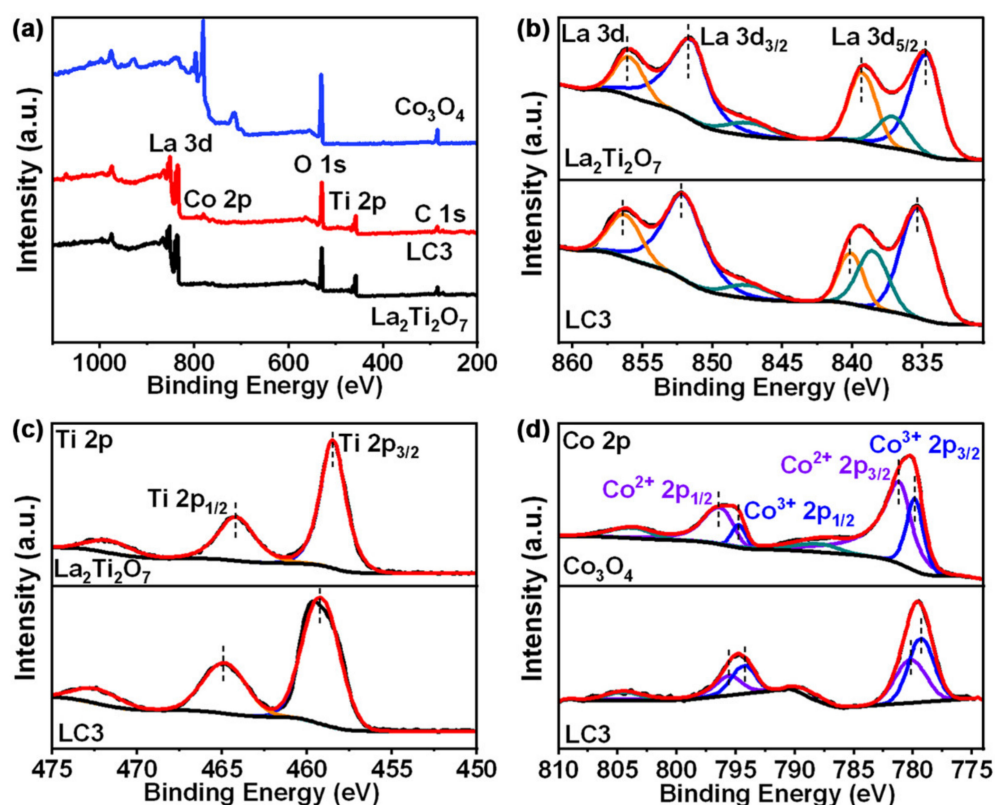 (a)
Intensity (a.u.)
Co₃O₄
La 3d
O 1s
Co 2p
Ti 2p
C 1s
LC3
La₂Ti₂O₇
1000 800 600 400 200
Binding Energy (eV)
(b)
Intensity (a.u.)
La 3d
La 3d₃/₂
La 3d₅/₂
La₂Ti₂O₇
LC3
860 855 850 845 840 835
Binding Energy (eV)
(c)
Intensity (a.u.)
Ti 2p
Ti 2p₃/₂
Ti 2p₁/₂
La₂Ti₂O₇
Intensity (a.u.)
LC3
475 470 465 460 455 450
Binding Energy (eV)
(d)
Intensity (a.u.)
Co 2p
Co³⁺ 2p₃/₂
Co²⁺ 2p₃/₂
Co²⁺ 2p₁/₂
Co³⁺ 2p₁/₂
Co₃O₄
LC3
810 805 800 795 790 785 780 775
Binding Energy (eV)